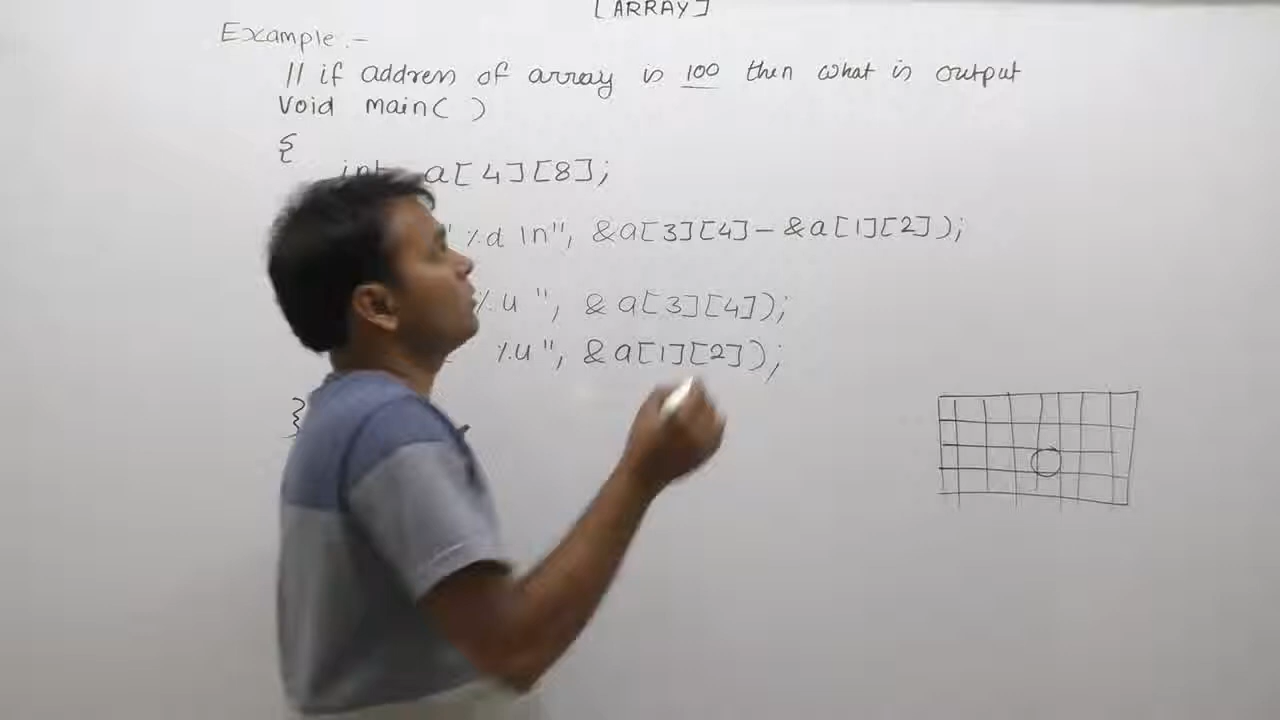 [ARRAY]
Example :-
// if address of array is 100 then what is output
void main( )
{
int a[4][8];
" %d \n", &a[3][4] - &a[1][2]);
%u ", &a[3][4]);
%u ", &a[1][2]);
}